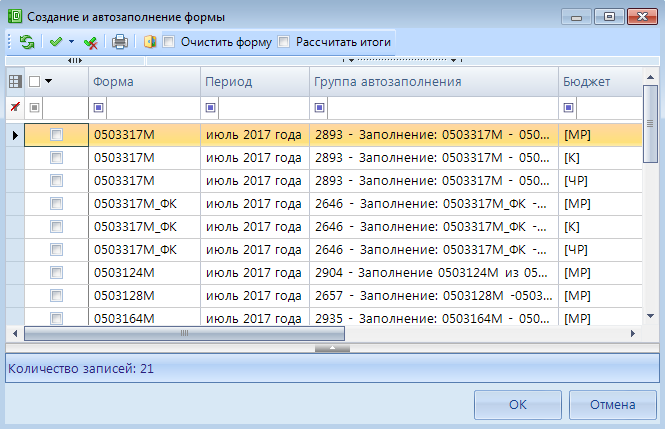 Создание и автозаполнение формы
Очистить форму Рассчитать итоги
Форма Период Группа автозаполнения Бюджет
0503317М июль 2017 года 2893 - Заполнение: 0503317М - 050... [МР]
0503317М июль 2017 года 2893 - Заполнение: 0503317М - 050... [К]
0503317М июль 2017 года 2893 - Заполнение: 0503317М - 050... [ЧР]
0503317М_ФК июль 2017 года 2646 - Заполнение: 0503317М_ФК -... [МР]
0503317М_ФК июль 2017 года 2646 - Заполнение: 0503317М_ФК -... [К]
0503317М_ФК июль 2017 года 2646 - Заполнение: 0503317М_ФК -... [ЧР]
0503124М июль 2017 года 2904 - Заполнение 0503124М из 05... [МР]
0503128М июль 2017 года 2657 - Заполнение: 0503128М -0503... [МР]
0503164М июль 2017 года 2935 - Заполнение: 0503164М - 050... [МР]
Количество записей: 21
ОК Отмена